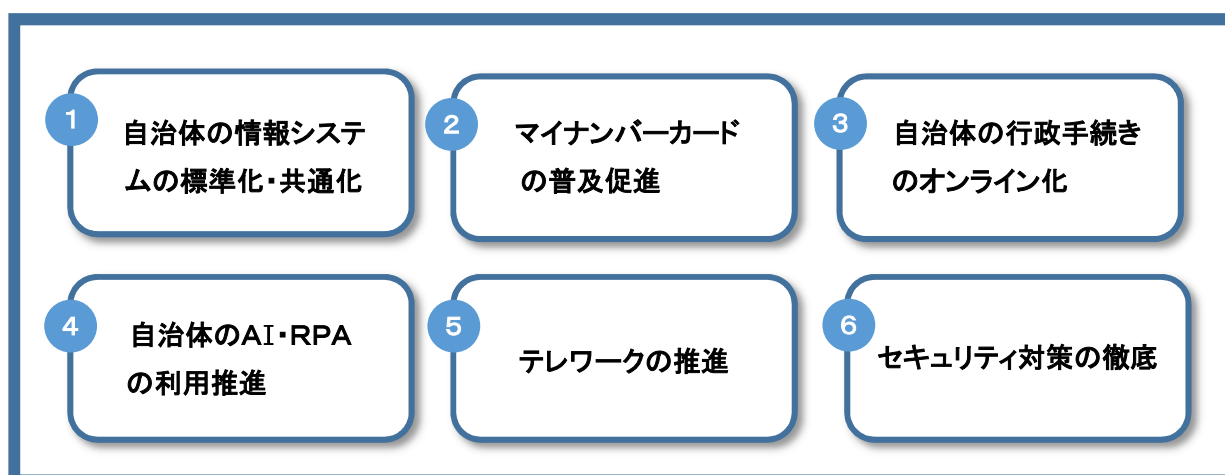 1
自治体の情報システ
ムの標準化・共通化
2
マイナンバーカード
の普及促進
3
自治体の行政手続き
のオンライン化
4
自治体のAI・RPA
の利用推進
5
テレワークの推進
6
セキュリティ対策の徹底